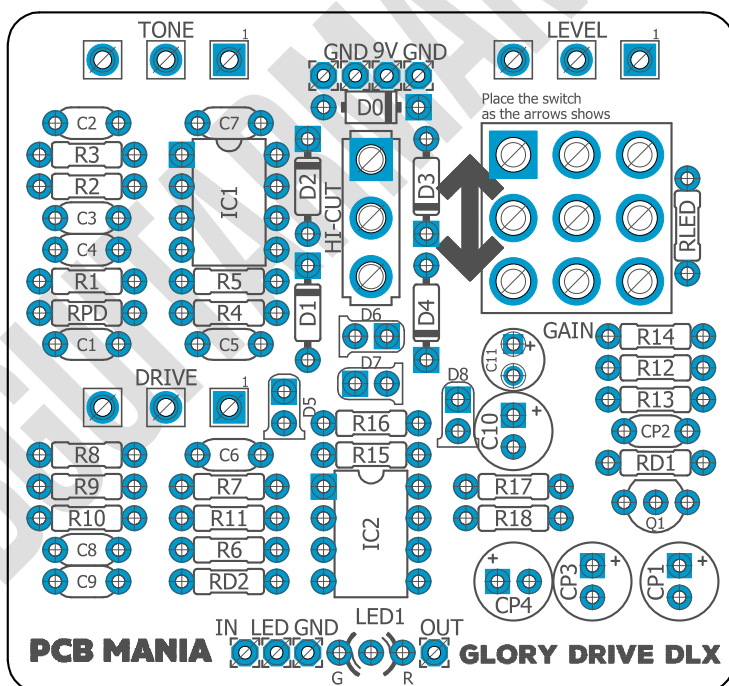 TONE
1
GND 9V GND
LEVEL
1
D0
Place the switch
as the arrows shows
C2
C7
R3
R2
C3
C4
R1
RPD
C1
IC1
R5
R4
C5
D2
D1
HI-CUT
D3
D4
RLED
D6
D7
D5
D8
C11
+
C10
+
GAIN
R14
R12
R13
CP2
RD1
Q1
DRIVE
1
R16
R15
R8
R9
R10
C8
C9
C6
R7
R11
R6
RD2
IC2
R17
R18
+
CP4
+
CP3
+
CP1
IN LED GND
LED1
OUT
G
R
PCB MANIA
GLORY DRIVE DLX